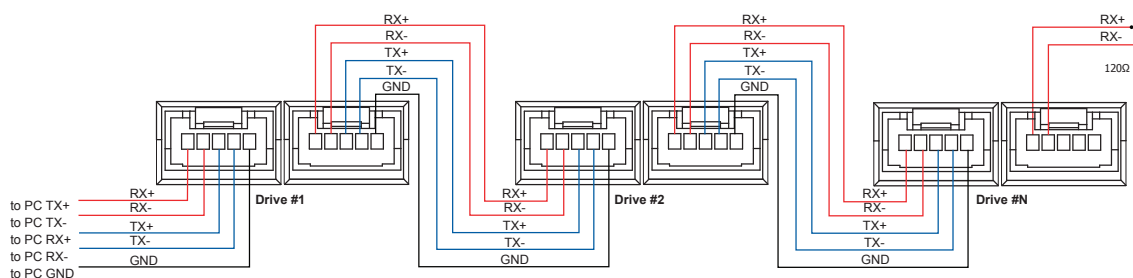 RX+
RX-
TX+
TX-
GND
RX+
RX-
TX+
TX-
GND
RX+
RX-
120Ω
to PC TX+
to PC TX-
to PC RX+
to PC RX-
to PC GND
RX+
RX-
TX+
TX-
GND
Drive #1
RX+
RX-
TX+
TX-
GND
Drive #2
RX+
RX-
TX+
TX-
GND
Drive #N